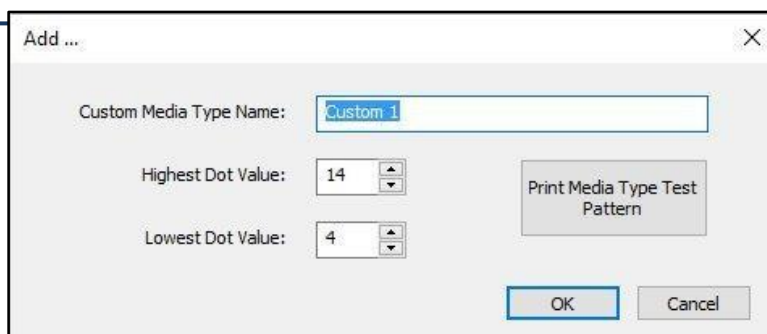 Add ...
Custom Media Type Name: Custom 1
Highest Dot Value: 14
Print Media Type Test
Pattern
Lowest Dot Value: 4
OK Cancel